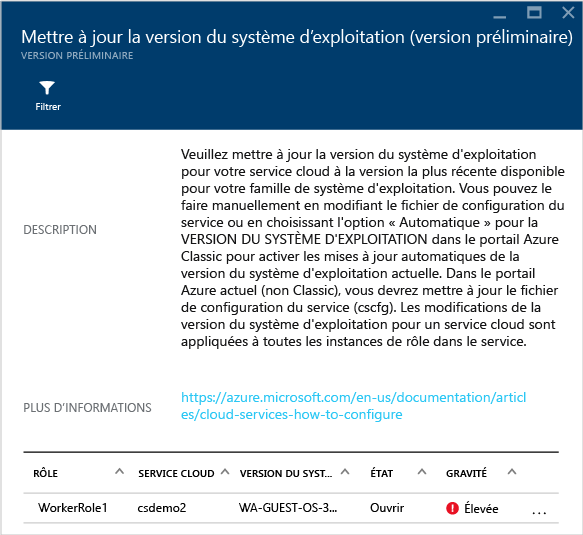 Mettre à jour la version du système d’exploitation (version préliminaire)
VERSION PRÉLIMINAIRE
Filtrer
Veuillez mettre à jour la version du système d'exploitation
pour votre service cloud à la version la plus récente disponible
pour votre famille de système d'exploitation. Vous pouvez le
faire manuellement en modifiant le fichier de configuration du
service ou en choisissant l'option « Automatique » pour la
DESCRIPTION
VERSION DU SYSTÈME D'EXPLOITATION dans le portail Azure
Classic pour activer les mises à jour automatiques de la
version du système d'exploitation actuelle. Dans le portail
Azure actuel (non Classic), vous devrez mettre à jour le fichier
de configuration du service (cscfg). Les modifications de la
version du système d'exploitation pour un service cloud sont
appliquées à toutes les instances de rôle dans le service.
PLUS D’INFORMATIONS
https://azure.microsoft.com/en-us/documentation/articl
es/cloud-services-how-to-configure
RÔLE SERVICE CLOUD VERSION DU SYST... ÉTAT GRAVITÉ
WorkerRole1 csdemo2 WA-GUEST-OS-3... Ouvrir Élevée ...